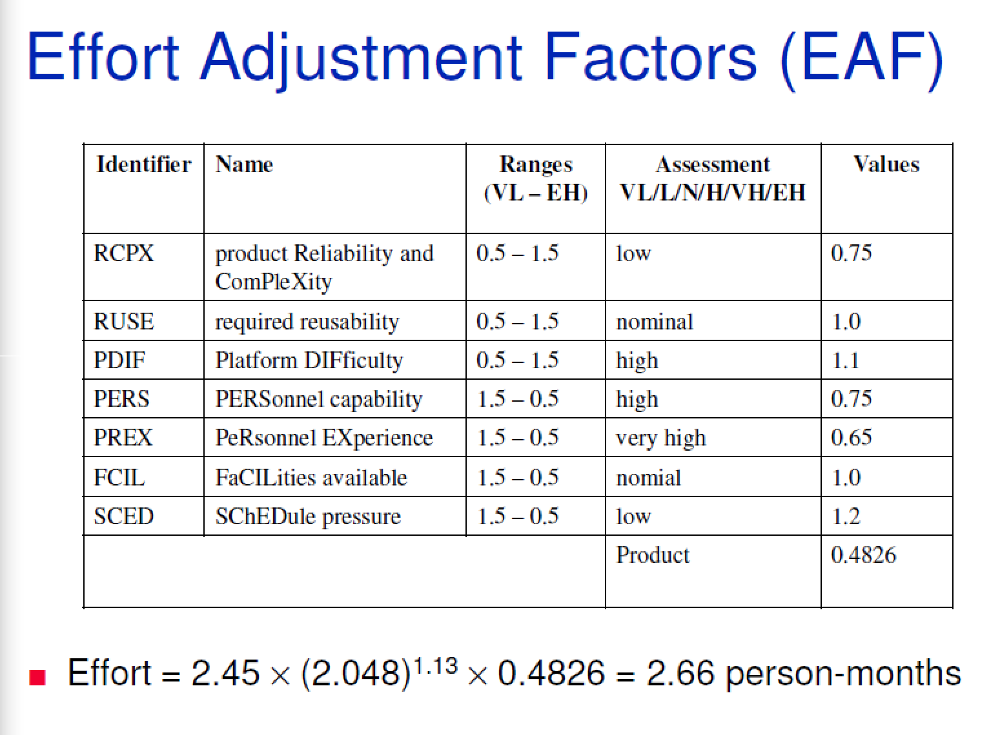 Effort Adjustment Factors (EAF)
Identifier Name Ranges Assessment Values
(VL – EH) VL/L/N/H/VH/EH
RCPX product Reliability and 0.5 – 1.5 low 0.75
ComPleXity
RUSE required reusability 0.5 – 1.5 nominal 1.0
PDIF Platform DIFficulty 0.5 – 1.5 high 1.1
PERS PERSonnel capability 1.5 – 0.5 high 0.75
PREX PeRsonnel EXperience 1.5 – 0.5 very high 0.65
FCIL FaCILities available 1.5 – 0.5 nomial 1.0
SCED SChEDule pressure 1.5 – 0.5 low 1.2
Product 0.4826
Effort = 2.45 × (2.048)^1.13 × 0.4826 = 2.66 person-months